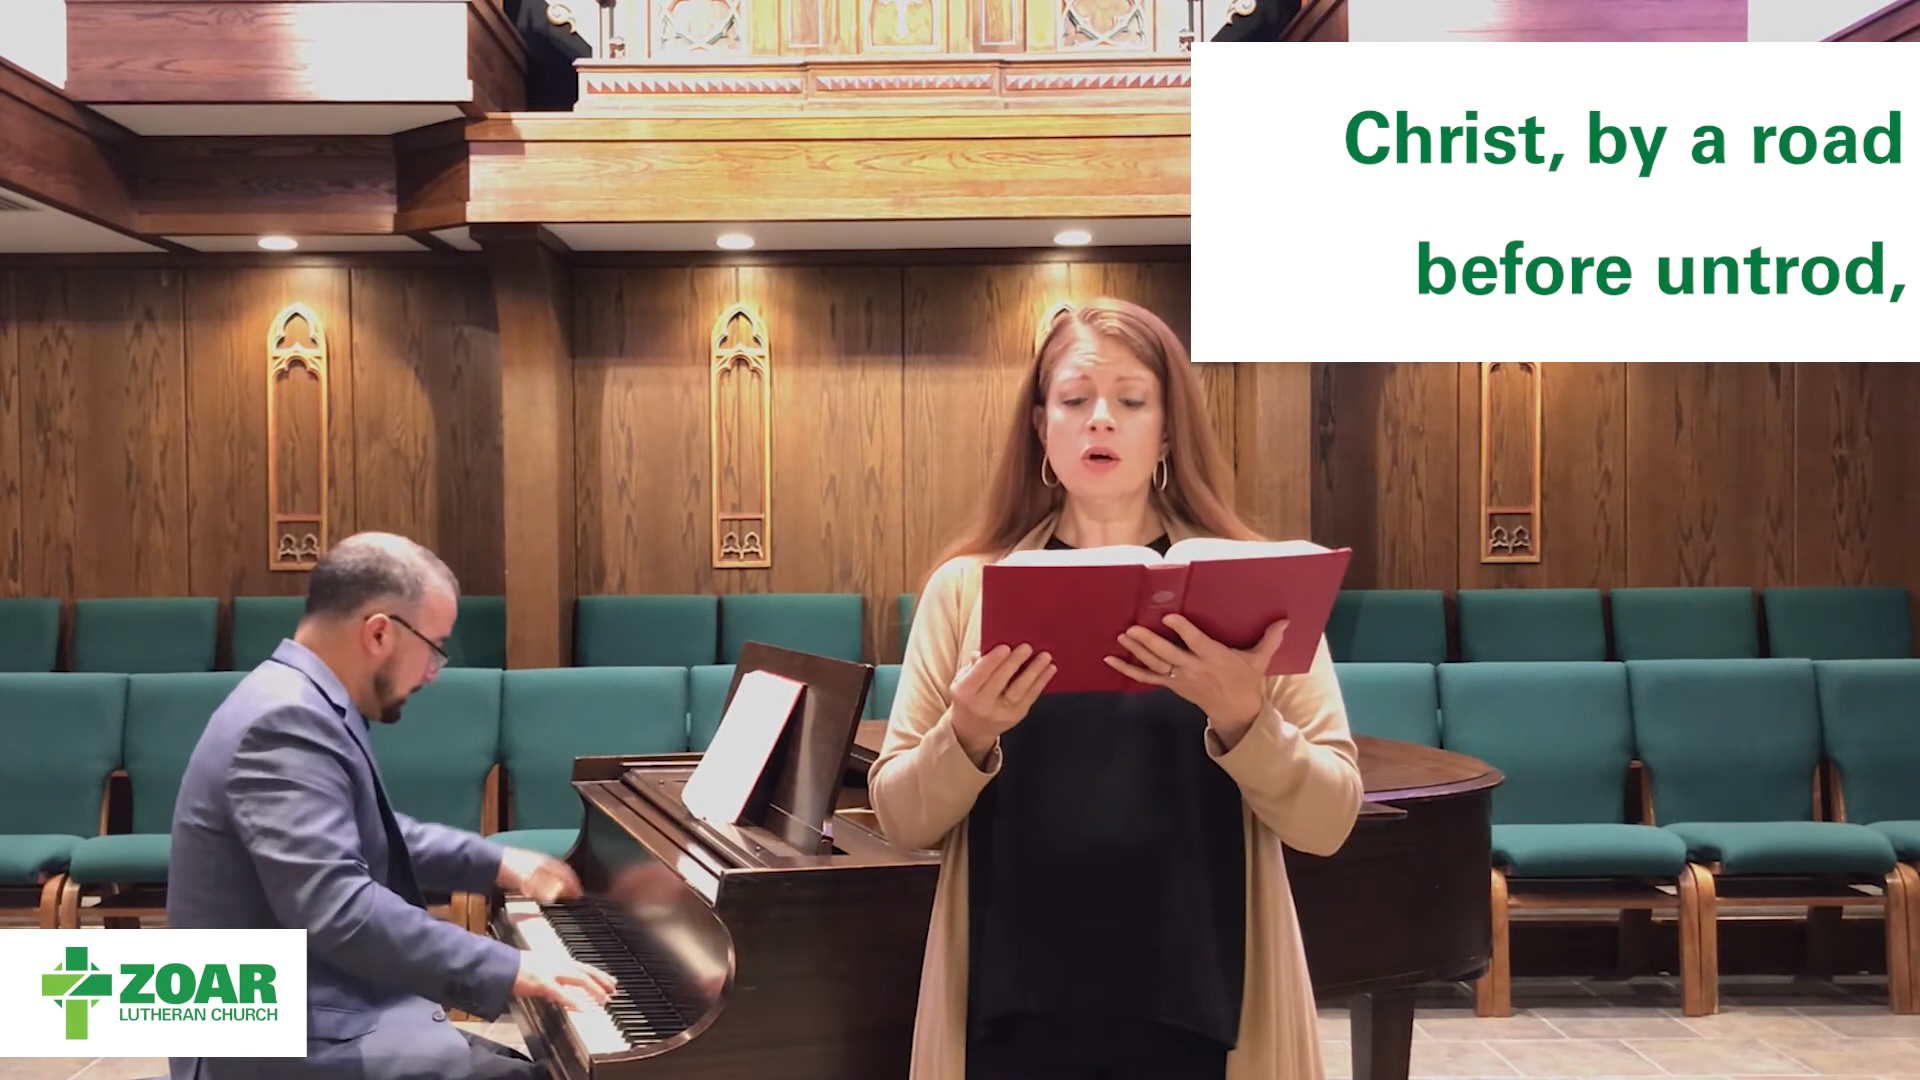 Christ, by a road
before untrod,
ZOAR
LUTHERAN CHURCH